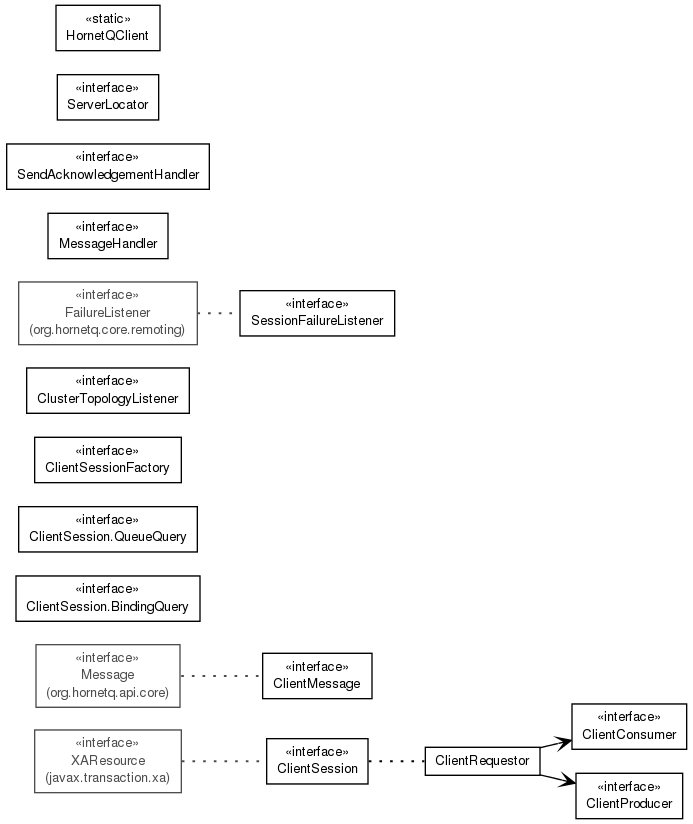 «static»
HornetQClient
«interface»
ServerLocator
«interface»
SendAcknowledgementHandler
«interface»
MessageHandler
«interface»
FailureListener
(org.hornetq.core.remoting)
«interface»
SessionFailureListener
«interface»
ClusterTopologyListener
«interface»
ClientSessionFactory
«interface»
ClientSession.QueueQuery
«interface»
ClientSession.BindingQuery
«interface»
Message
(org.hornetq.api.core)
«interface»
ClientMessage
«interface»
XAResource
(javax.transaction.xa)
«interface»
ClientSession
ClientRequestor
«interface»
ClientConsumer
«interface»
ClientProducer